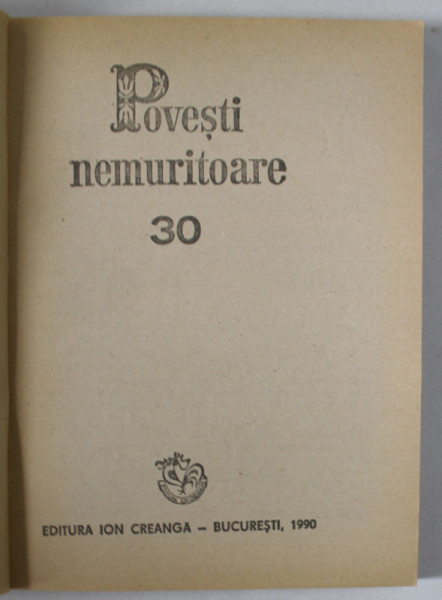 Povești
nemuritoare
30
EDITURA ION CREANGA – BUCUREȘTI, 1990